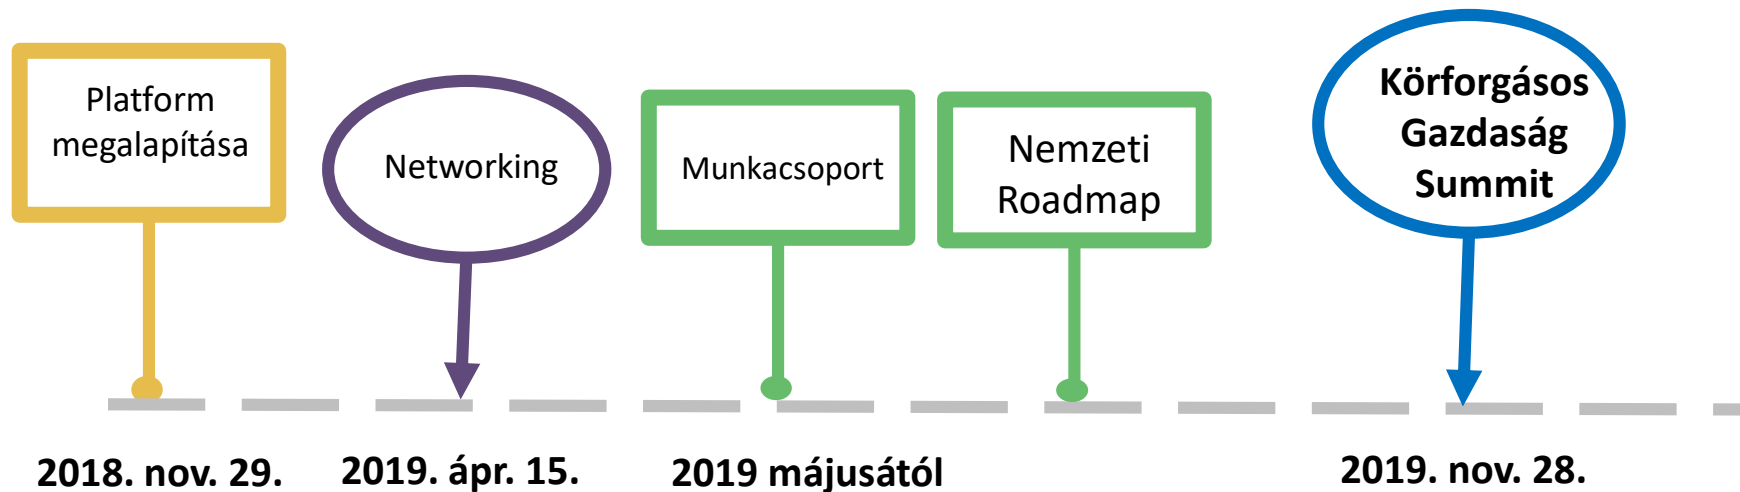 Platform
megalapítása
Networking
Munkacsoport
Nemzeti
Roadmap
Körforgásos
Gazdaság
Summit
2018. nov. 29.
2019. ápr. 15.
2019 májusától
2019. nov. 28.